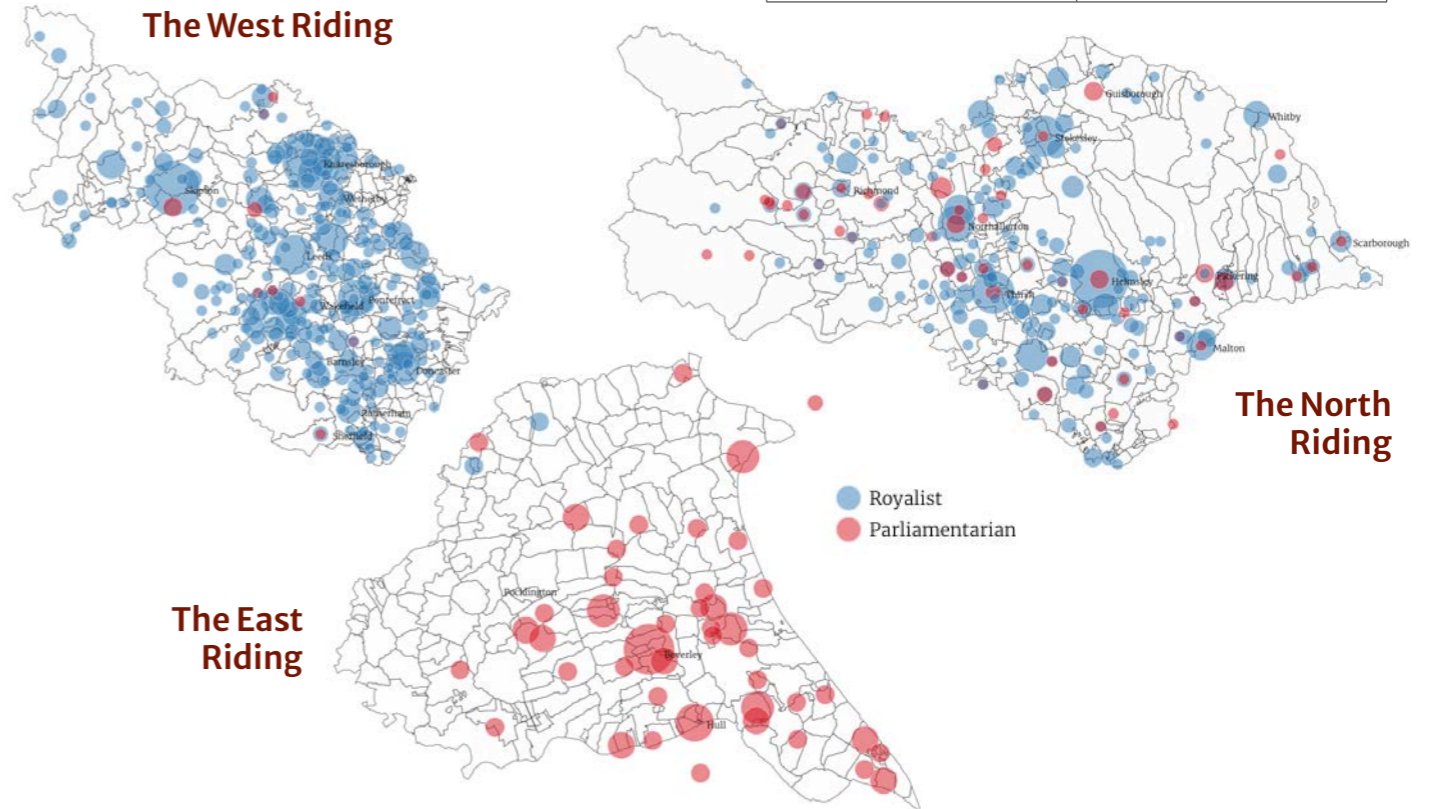 The West Riding
Knaresborough
Skipton
Wetherby
Leeds
Wakefield
Pontefract
Barnsley
Doncaster
Rotherham
Sheffield
Guisborough
Whitby
Stokesley
Richmond
Northallerton
Scarborough
Helmsley
Pickering
Thirsk
Malton
The North
Riding
Royalist
Parliamentarian
Pocklington
The East
Riding
Beverley
Hull